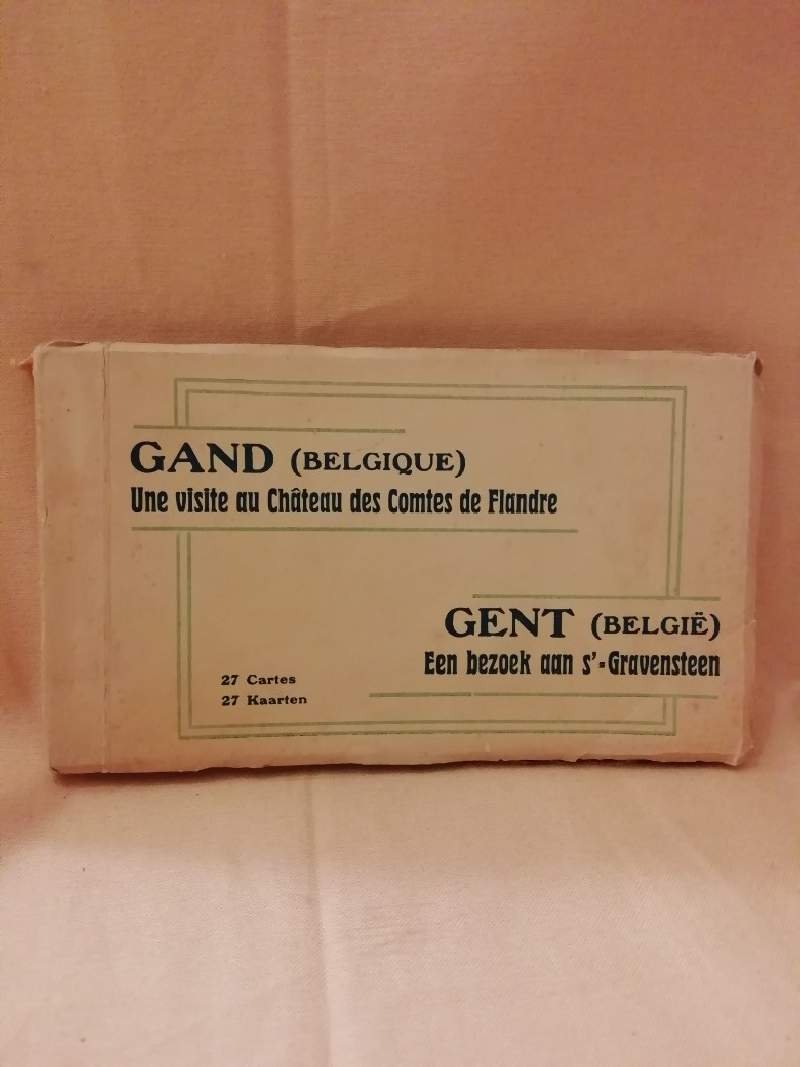 GAND (BELGIQUE)
Une visite au Château des Comtes de Flandre
GENT (BELGIË)
Een bezoek aan s'-Gravensteen
27 Cartes
27 Kaarten